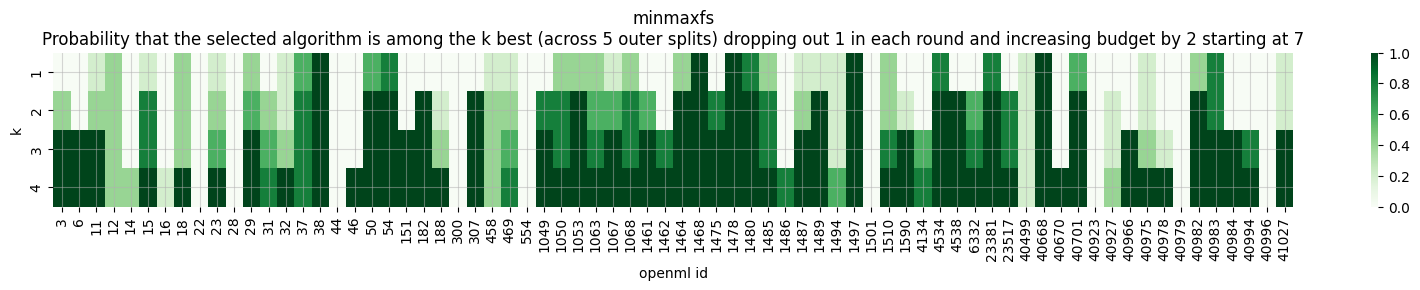 minmaxfs
Probability that the selected algorithm is among the k best (across 5 outer splits) dropping out 1 in each round and increasing budget by 2 starting at 7
k
1
2
3
4
3 6 11 12 14 15 16 18 22 23 28 29 31 32 37 38 44 46 50 54 151 182 188 300 307 458 469 554 1049 1050 1053 1063 1067 1068 1461 1462 1464 1468 1475 1478 1480 1485 1486 1487 1489 1494 1497 1501 1510 1590 4134 4534 4538 6332 23381 23517 40499 40668 40670 40701 40923 40927 40966 40975 40978 40979 40982 40983 40984 40994 40996 41027
openml id
1.0
0.8
0.6
0.4
0.2
0.0